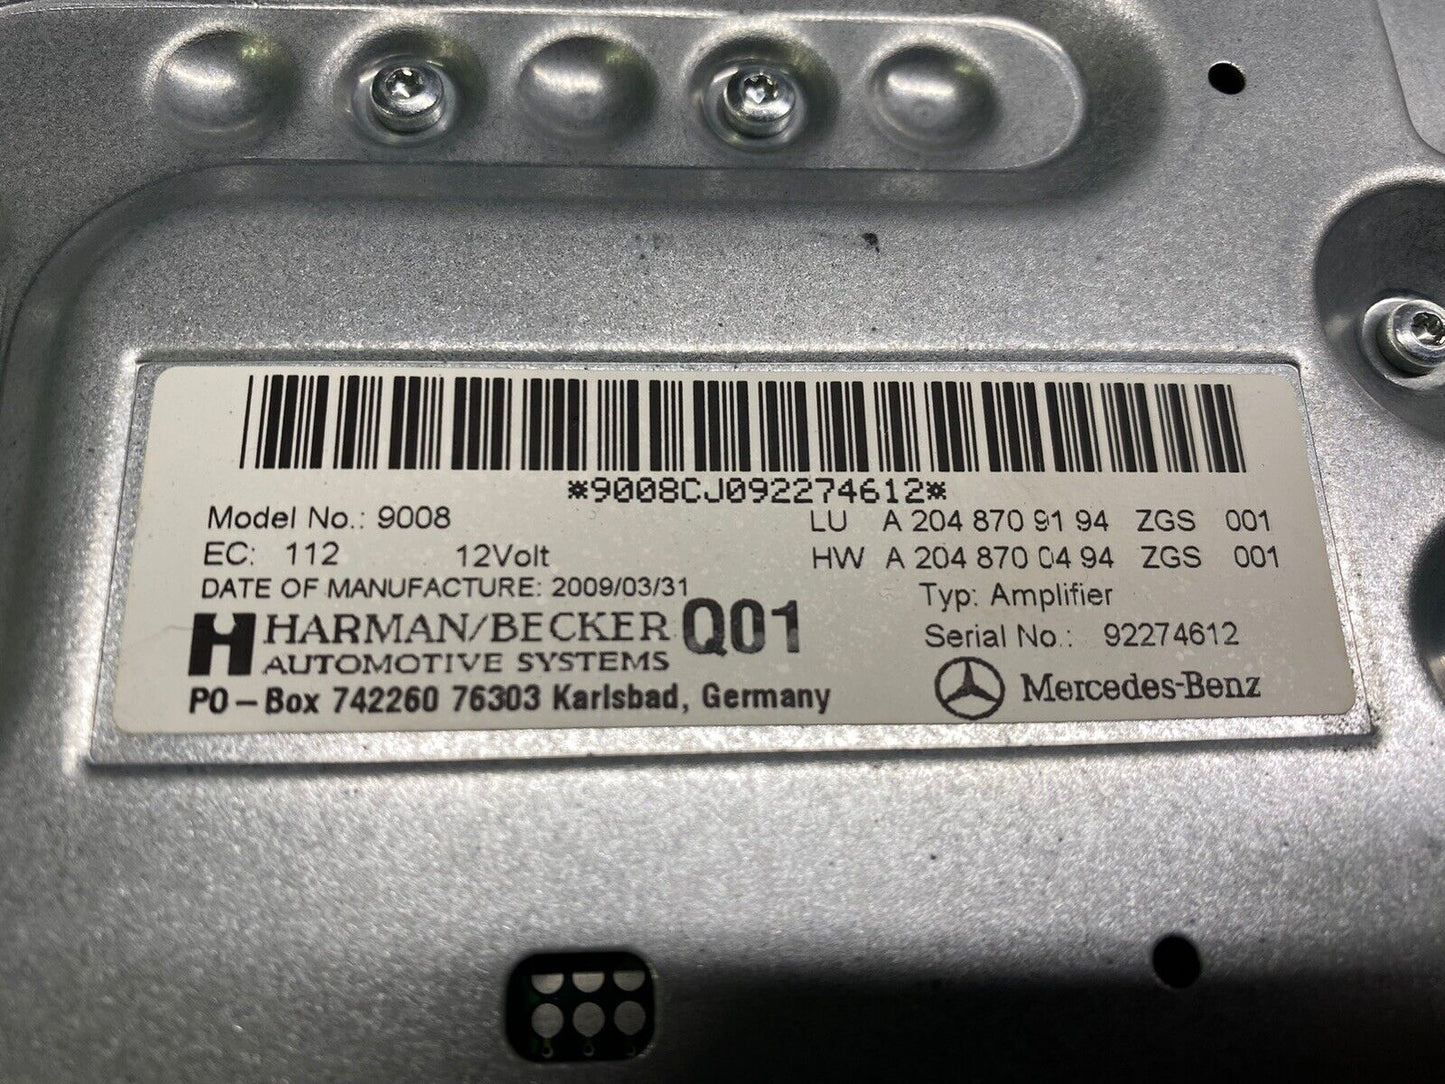 *9008CJ092274612*
Model No.: 9008 LU A 204 870 91 94 ZGS 001
EC: 112 12Volt HW A 204 870 04 94 ZGS 001
DATE OF MANUFACTURE: 2009/03/31 Typ: Amplifier
HARMAN/BECKER Q01 Serial No.: 92274612
AUTOMOTIVE SYSTEMS
PO-Box 742260 76303 Karlsbad, Germany Mercedes-Benz